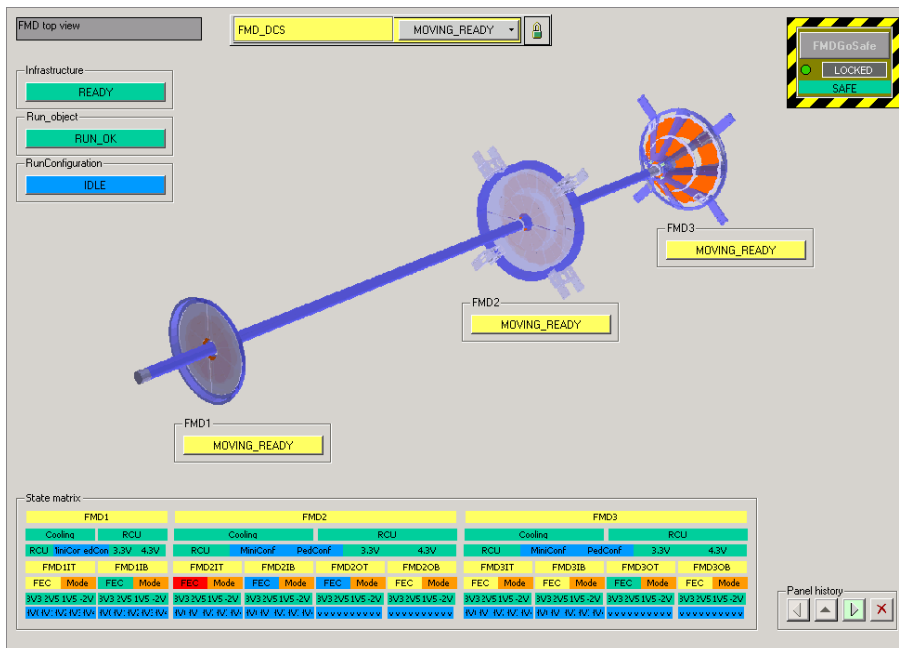 FMD top view
FMD_DCS MOVING_READY
FMDGoSafe
LOCKED
SAFE
Infrastructure
READY
Run_object
RUN_OK
RunConfiguration
IDLE
FMD3
MOVING_READY
FMD2
MOVING_READY
FMD1
MOVING_READY
State matrix
FMD1 FMD2 FMD3
Cooling RCU Cooling RCU Cooling RCU
RCU 3.3V 4.3V RCU MiniConf PedConf 3.3V 4.3V RCU MiniConf PedConf 3.3V 4.3V
FMD1IT FMD1IB FMD2IT FMD2IB FMD2OT FMD2OB FMD3IT FMD3IB FMD3OT FMD3OB
FEC Mode FEC Mode FEC Mode FEC Mode FEC Mode FEC Mode FEC Mode FEC Mode FEC Mode FEC Mode
Panel history